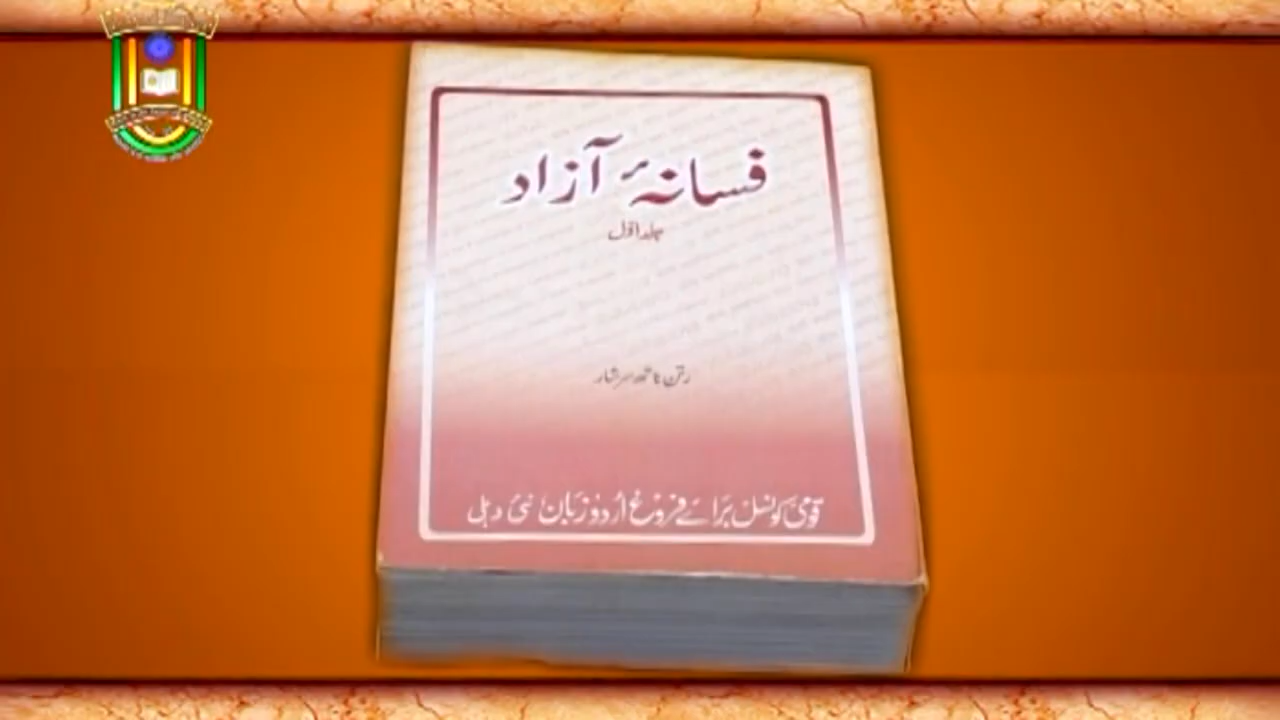 فسانۂ آزاد
جلد اوّل
رتن ناتھ سرشار
قومی کونسل برائے فروغ اردو زبان، نئی دہلی